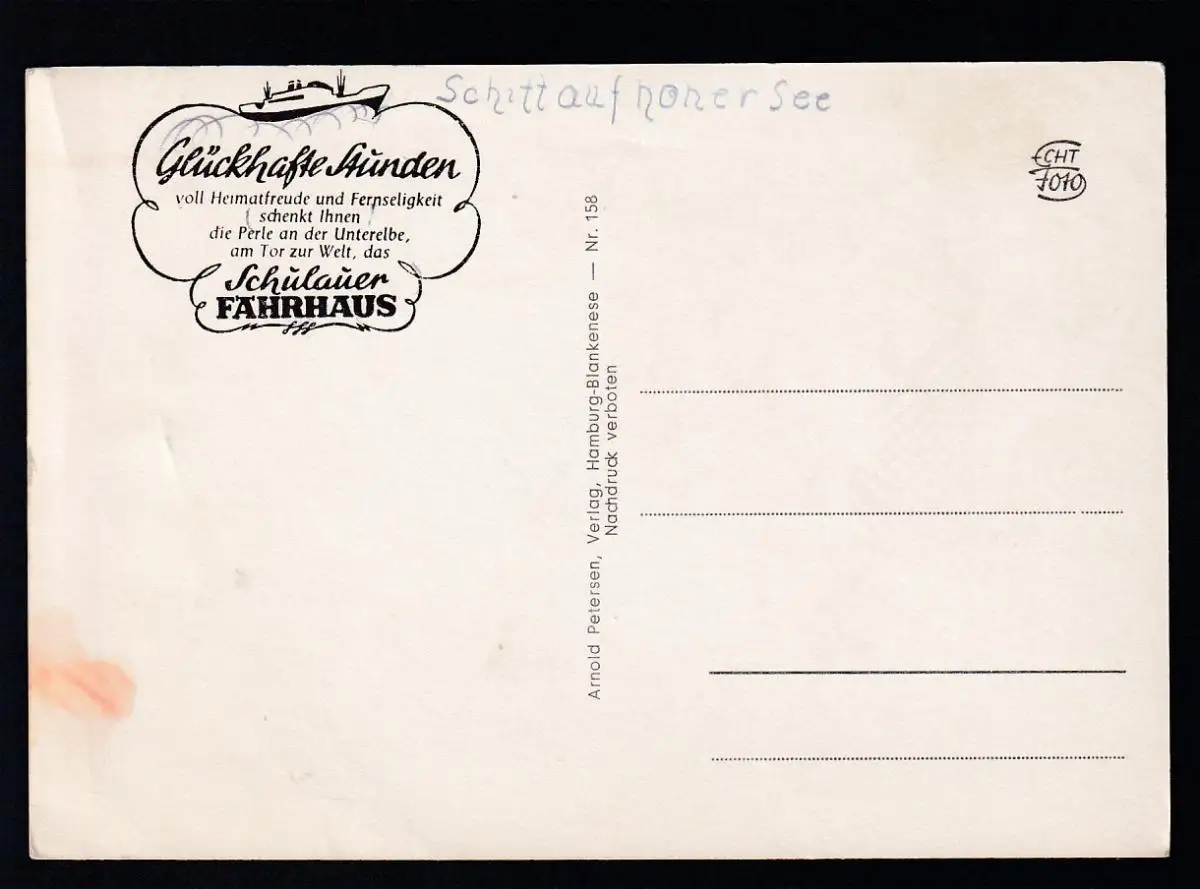 Schitt auf hoher See
Glückhafte Stunden
voll Heimatfreude und Fernseligkeit
schenkt Ihnen
die Perle an der Unterelbe,
am Tor zur Welt, das
Schulauer
FÄHRHAUS
ECHT
FOTO
Arnold Petersen, Verlag, Hamburg-Blankenese — Nr. 158
Nachdruck verboten